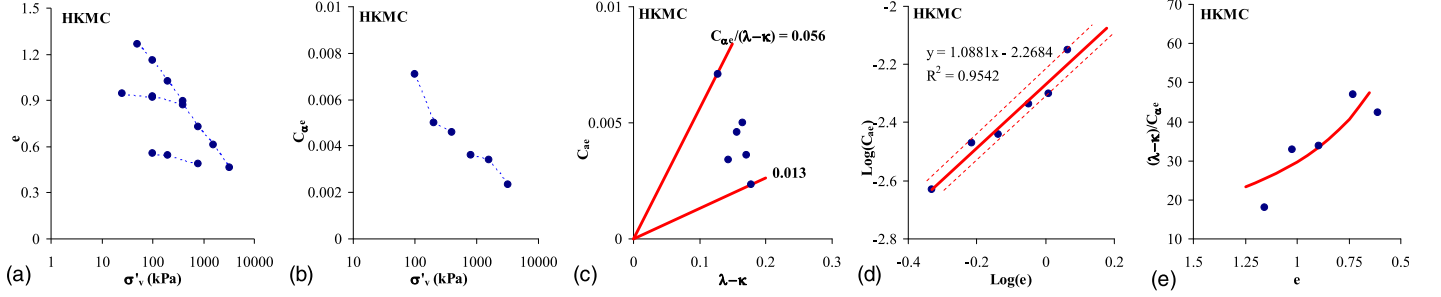 HKMC
e
1.5
1.2
0.9
0.6
0.3
0
1
10
100
1000
10000
σ'v (kPa)
(a)
HKMC
Cαe
0.01
0.008
0.006
0.004
0.002
0
1
10
100
1000
10000
σ'v (kPa)
(b)
HKMC
Cae
0.01
0.005
0
0
0.1
0.2
0.3
λ-κ
Cαe/(λ-κ) = 0.056
0.013
(c)
HKMC
Log(Cae)
-2
-2.2
-2.4
-2.6
-2.8
-0.4
-0.2
0
0.2
Log(e)
y = 1.0881x - 2.2684
R² = 0.9542
(d)
HKMC
(λ-κ)/Cαe
80
70
60
50
40
30
20
10
1.5
1.25
1
0.75
0.5
e
(e)